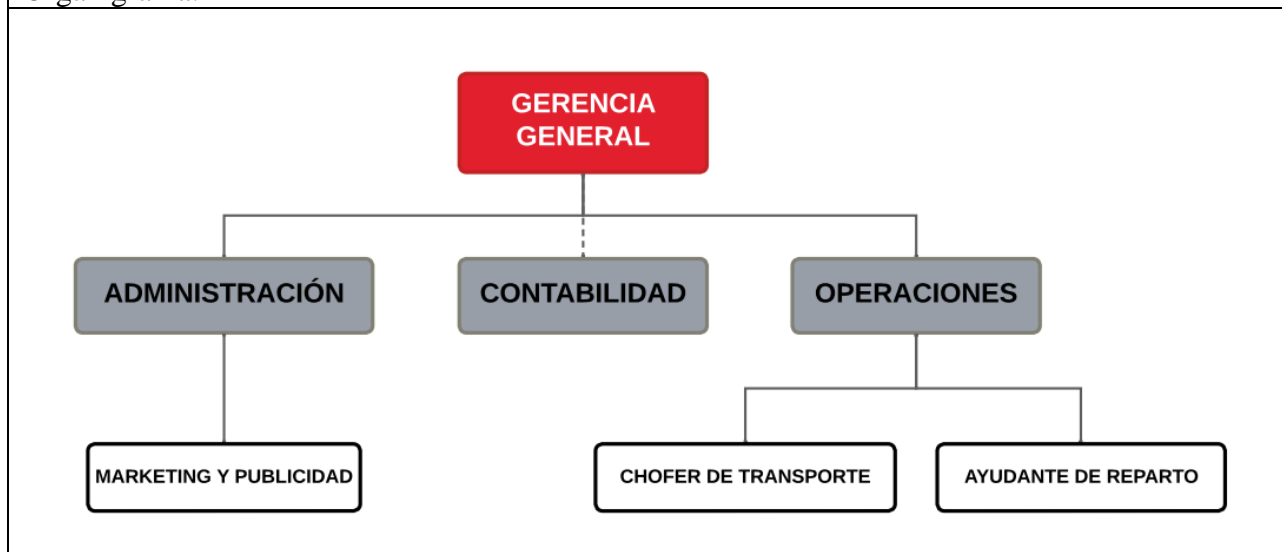 GERENCIA
GENERAL
ADMINISTRACIÓN
CONTABILIDAD
OPERACIONES
MARKETING Y PUBLICIDAD
CHOFER DE TRANSPORTE
AYUDANTE DE REPARTO